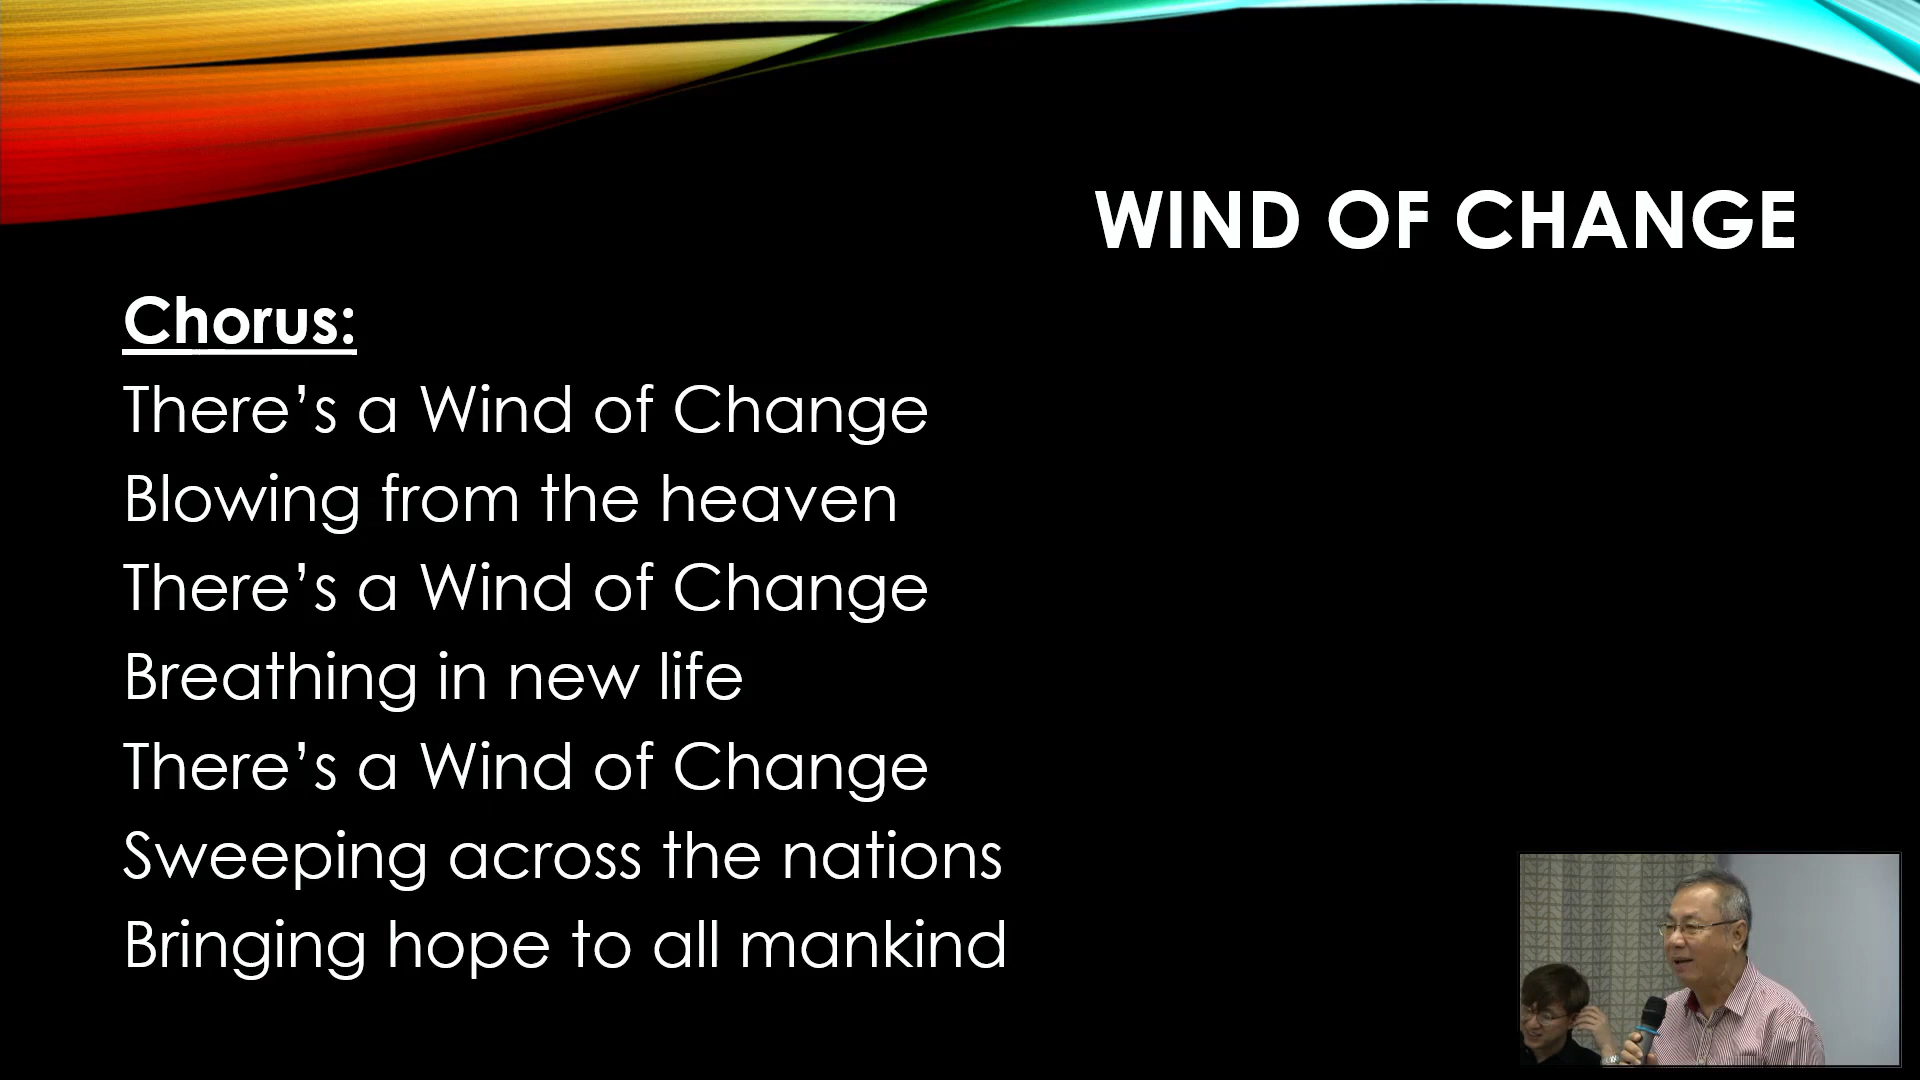 WIND OF CHANGE
Chorus:
There’s a Wind of Change
Blowing from the heaven
There’s a Wind of Change
Breathing in new life
There’s a Wind of Change
Sweeping across the nations
Bringing hope to all mankind